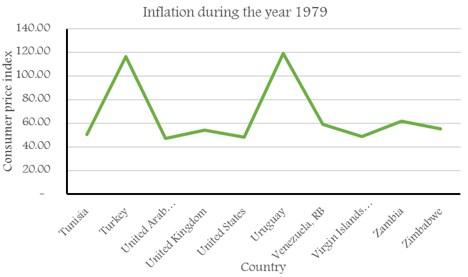 Inflation during the year 1979
Consumer price index
140.00
120.00
100.00
80.00
60.00
40.00
20.00
-
Tunisia
Turkey
United Arab...
United Kingdom
United States
Uruguay
Venezuela, RB
Virgin Islands...
Zambia
Zimbabwe
Country